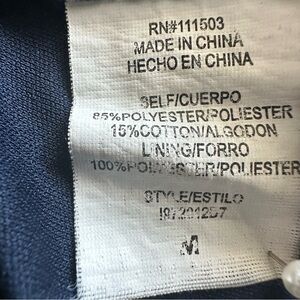 RN#111503
MADE IN CHINA
HECHO EN CHINA
SELF/CUERPO
85%POLYESTER/POLIESTER
15%COTTON/ALGODON
LINING/FORRO
100%POLYESTER/POLIESTER
STYLE/ESTILO
M